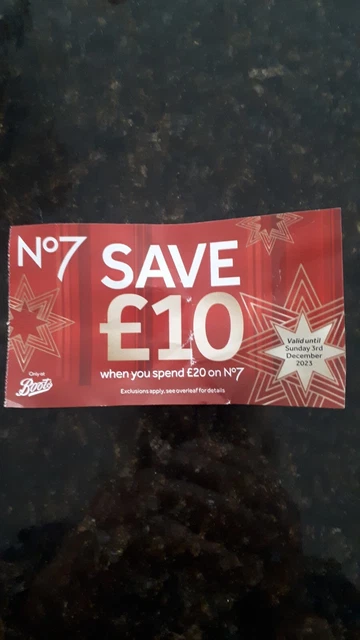 No7
SAVE
£10
when you spend £20 on No7
Exclusions apply, see overleaf for details
Only at
Boots
Valid until
Sunday 3rd
December
2023